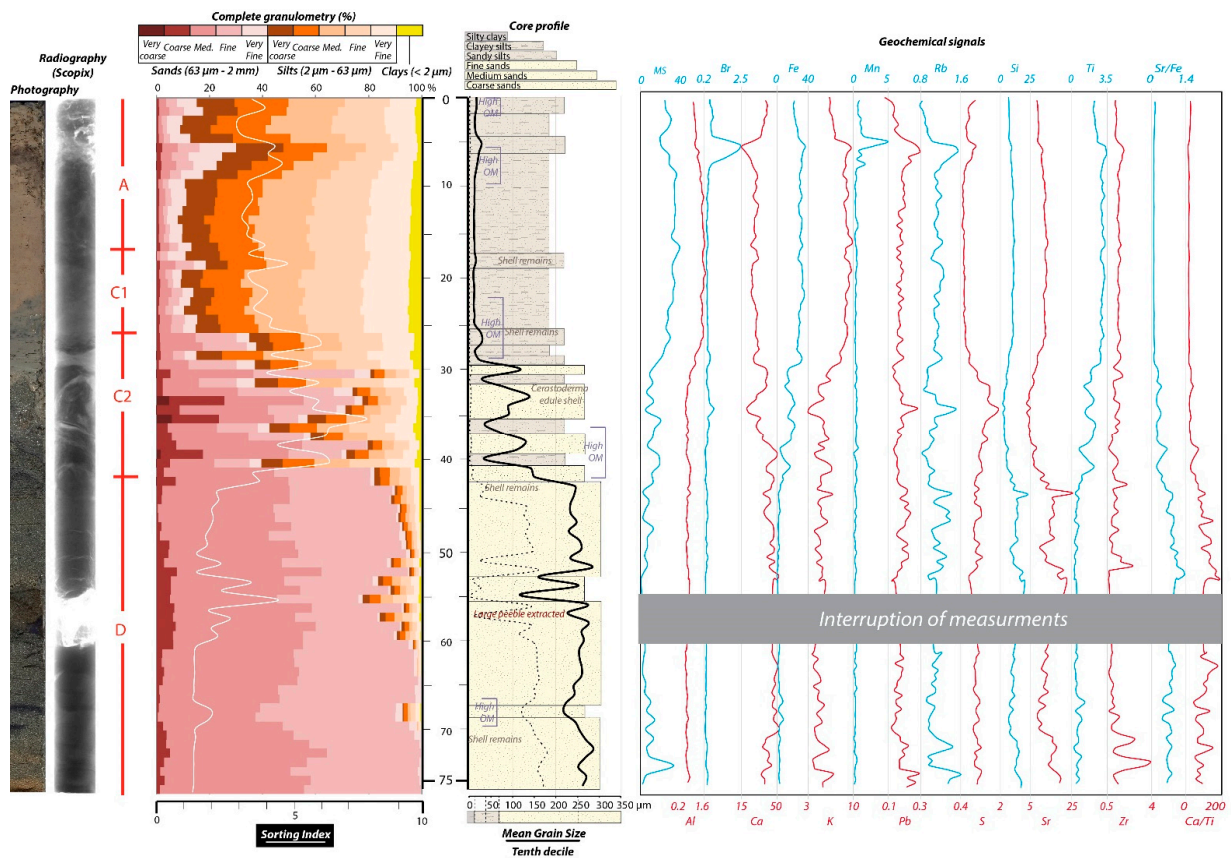 Complete granulometry (%)
Very coarse Coarse Med. Fine Very Fine Very coarse Coarse Med. Fine Very Fine
Sands (63 µm - 2 mm) Silts (2 µm - 63 µm) Clays (< 2 µm)
0 20 40 60 80 100 %
Radiography
(Scopix)
Photography
A
C1
C2
D
0 5 10
Sorting Index
Core profile
Silty clays
Clayey silts
Sandy silts
Fine sands
Medium sands
Coarse sands
0
10
20
30
40
50
60
70
75
High
OM
High
OM
Shell remains
High
OM
Shell remains
Cerastoderma
edule shell
High
OM
Shell remains
Large peeble extracted
High
OM
Shell remains
0 50 100 150 200 250 300 350 µm
Mean Grain Size
Tenth decile
Geochemical signals
MS Br Fe Mn Rb Si Ti Sr/Fe
0 40 0.2 2.5 0 40 0 5 0.8 1.6 0 25 0 3.5 0 1.4
Interruption of measurments
0.2 1.6 15 50 3 10 0.1 0.3 0.4 2 5 25 0.5 4 0 200
Al Ca K Pb S Sr Zr Ca/Ti